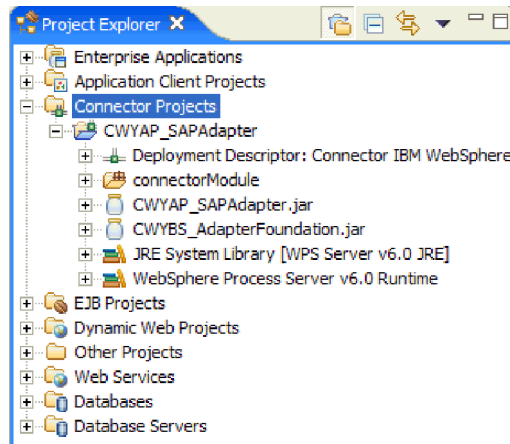 Project Explorer
Enterprise Applications
Application Client Projects
Connector Projects
CWYAP_SAPAdapter
Deployment Descriptor: Connector IBM WebSphere
connectorModule
CWYAP_SAPAdapter.jar
CWYBS_AdapterFoundation.jar
JRE System Library [WPS Server v6.0 JRE]
WebSphere Process Server v6.0 Runtime
EJB Projects
Dynamic Web Projects
Other Projects
Web Services
Databases
Database Servers